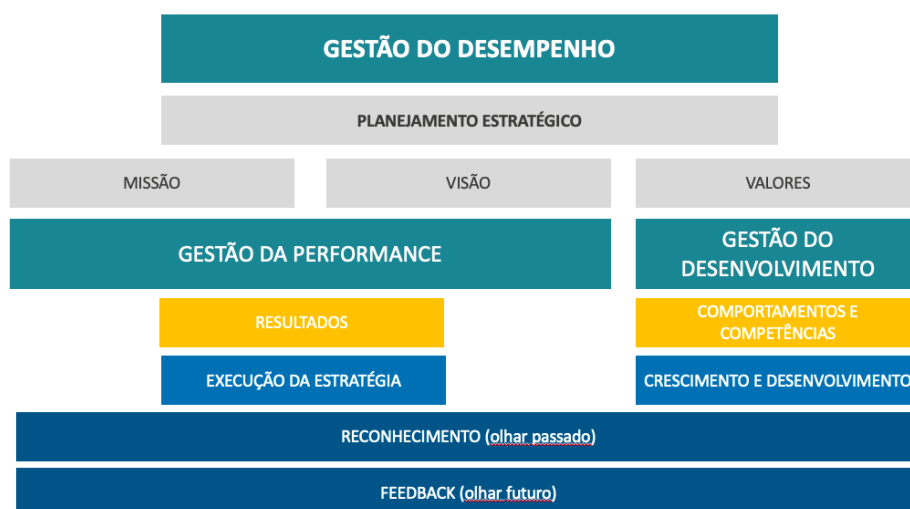 GESTÃO DO DESEMPENHO
PLANEJAMENTO ESTRATÉGICO
MISSÃO
VISÃO
VALORES
GESTÃO DA PERFORMANCE
GESTÃO DO
DESENVOLVIMENTO
RESULTADOS
COMPORTAMENTOS E
COMPETÊNCIAS
EXECUÇÃO DA ESTRATÉGIA
CRESCIMENTO E DESENVOLVIMENTO
RECONHECIMENTO (olhar passado)
FEEDBACK (olhar futuro)